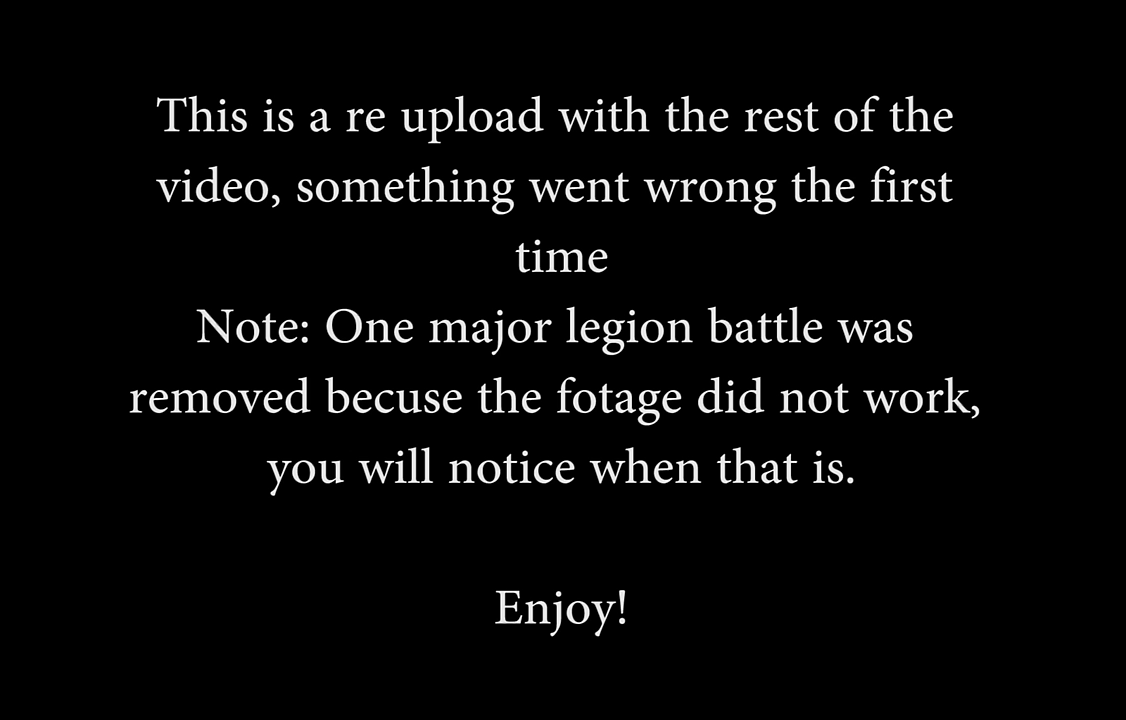 This is a re upload with the rest of the
video, something went wrong the first
time
Note: One major legion battle was
removed becuse the fotage did not work,
you will notice when that is.
Enjoy!